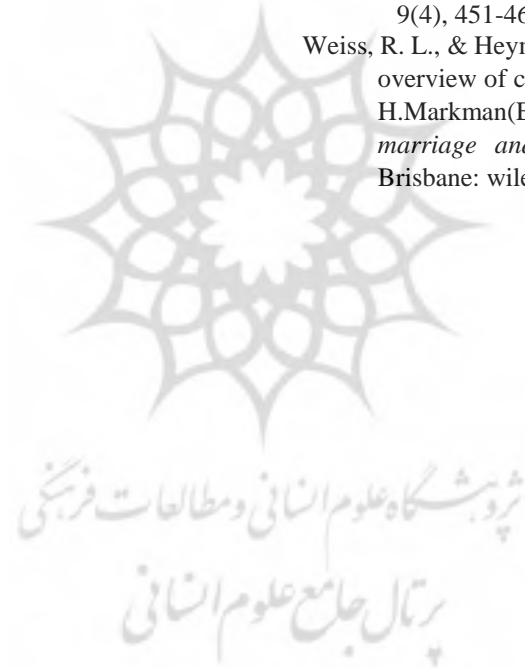 9(4), 451-46
Weiss, R. L., & Heyr
overview of c
H.Markman(E
marriage and
Brisbane: wile
پژوهشگاه علوم انسانی و مطالعات فرهنگی
پرتال جامع علوم انسانی